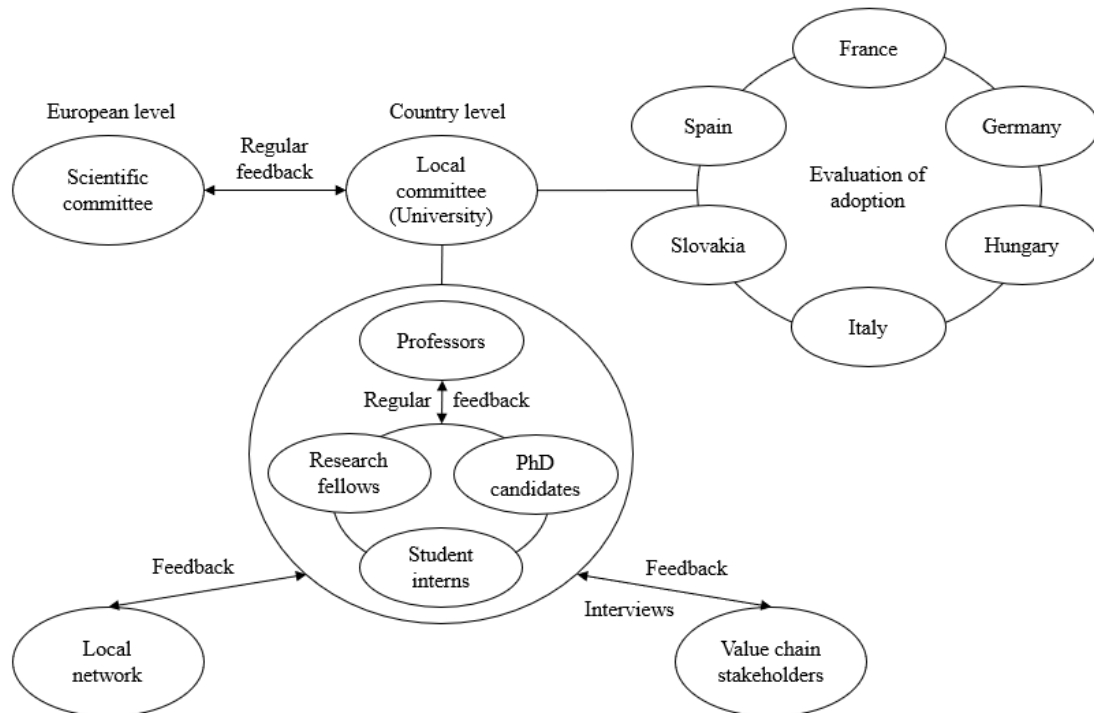 European level
Scientific
committee
Regular
feedback
Country level
Local
committee
(University)
France
Spain
Germany
Evaluation of
adoption
Slovakia
Hungary
Italy
Professors
Regular feedback
Research
fellows
PhD
candidates
Student
interns
Feedback
Local
network
Feedback
Interviews
Value chain
stakeholders